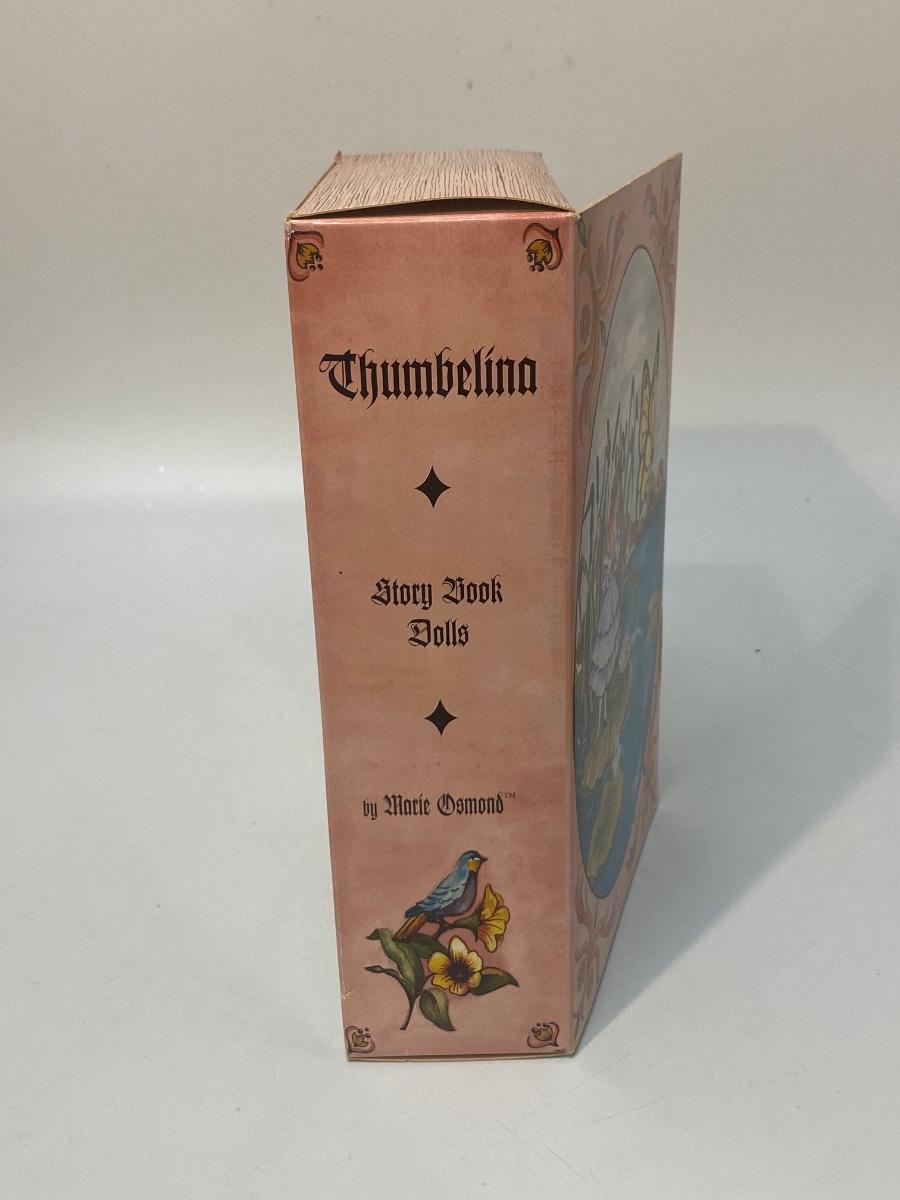 Thumbelina
Story Book
Dolls
by Marie Osmond™